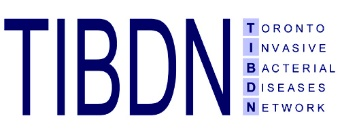 TIBDN
TORONTO
INVASIVE
BACTERIAL
DISEASES
NETWORK